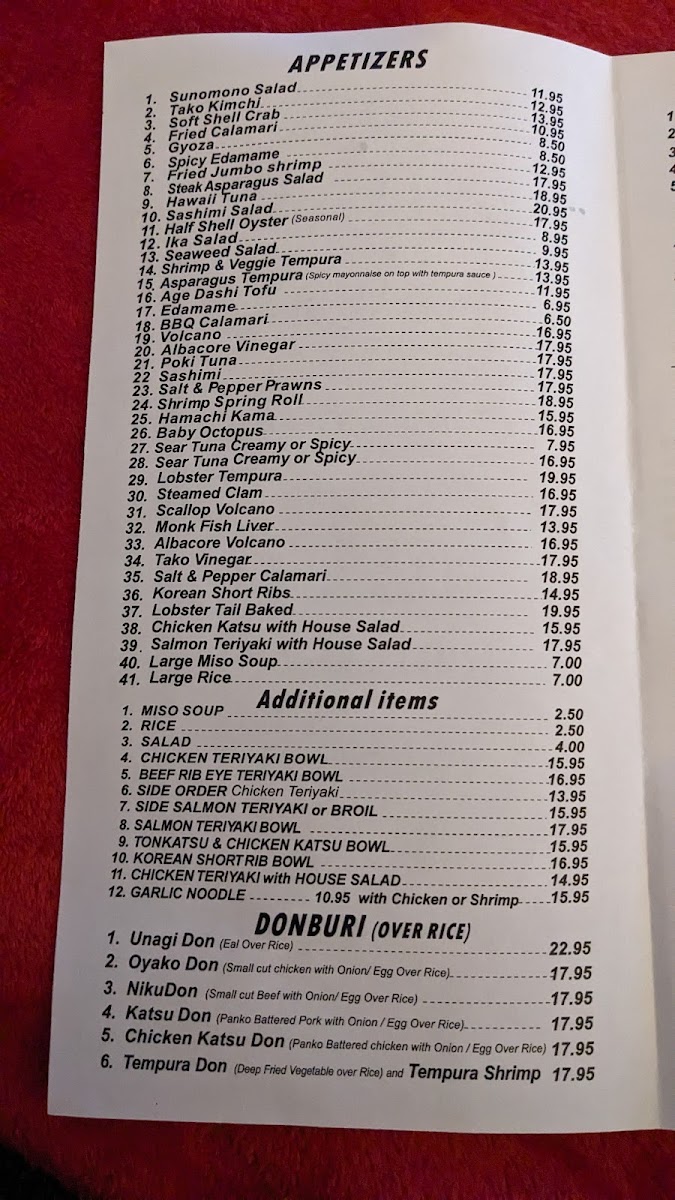 APPETIZERS
1. Sunomono Salad 11.95
2. Tako Kimchi 12.95
3. Soft Shell Crab 13.95
4. Fried Calamari 10.95
5. Gyoza 8.50
6. Spicy Edamame 8.50
7. Fried Jumbo shrimp 12.95
8. Steak Asparagus Salad 17.95
9. Hawaii Tuna 18.95
10. Sashimi Salad 20.95
11. Half Shell Oyster (Seasonal) 17.95
12. Ika Salad 8.95
13. Seaweed Salad 9.95
14. Shrimp & Veggie Tempura 13.95
15. Asparagus Tempura (Spicy mayonnaise on top with tempura sauce ) 13.95
16. Age Dashi Tofu 11.95
17. Edamame 6.95
18. BBQ Calamari 6.50
19. Volcano 16.95
20. Albacore Vinegar 17.95
21. Poki Tuna 17.95
22 Sashimi 17.95
23. Salt & Pepper Prawns 17.95
24. Shrimp Spring Roll 18.95
25. Hamachi Kama 15.95
26. Baby Octopus 16.95
27. Sear Tuna Creamy or Spicy 7.95
28. Sear Tuna Creamy or Spicy 16.95
29. Lobster Tempura 19.95
30. Steamed Clam 16.95
31. Scallop Volcano 17.95
32. Monk Fish Liver 13.95
33. Albacore Volcano 16.95
34. Tako Vinegar 17.95
35. Salt & Pepper Calamari 18.95
36. Korean Short Ribs 14.95
37. Lobster Tail Baked 19.95
38. Chicken Katsu with House Salad 15.95
39. Salmon Teriyaki with House Salad 17.95
40. Large Miso Soup 7.00
41. Large Rice 7.00
Additional items
1. MISO SOUP 2.50
2. RICE 2.50
3. SALAD 4.00
4. CHICKEN TERIYAKI BOWL 15.95
5. BEEF RIB EYE TERIYAKI BOWL 16.95
6. SIDE ORDER Chicken Teriyaki 13.95
7. SIDE SALMON TERIYAKI or BROIL 15.95
8. SALMON TERIYAKI BOWL 17.95
9. TONKATSU & CHICKEN KATSU BOWL 15.95
10. KOREAN SHORT RIB BOWL 16.95
11. CHICKEN TERIYAKI with HOUSE SALAD 14.95
12. GARLIC NOODLE 10.95 with Chicken or Shrimp 15.95
DONBURI (OVER RICE)
1. Unagi Don (Eal Over Rice) 22.95
2. Oyako Don (Small cut chicken with Onion/ Egg Over Rice) 17.95
3. NikuDon (Small cut Beef with Onion/ Egg Over Rice) 17.95
4. Katsu Don (Panko Battered Pork with Onion / Egg Over Rice) 17.95
5. Chicken Katsu Don (Panko Battered chicken with Onion / Egg Over Rice) 17.95
6. Tempura Don (Deep Fried Vegetable over Rice) and Tempura Shrimp 17.95